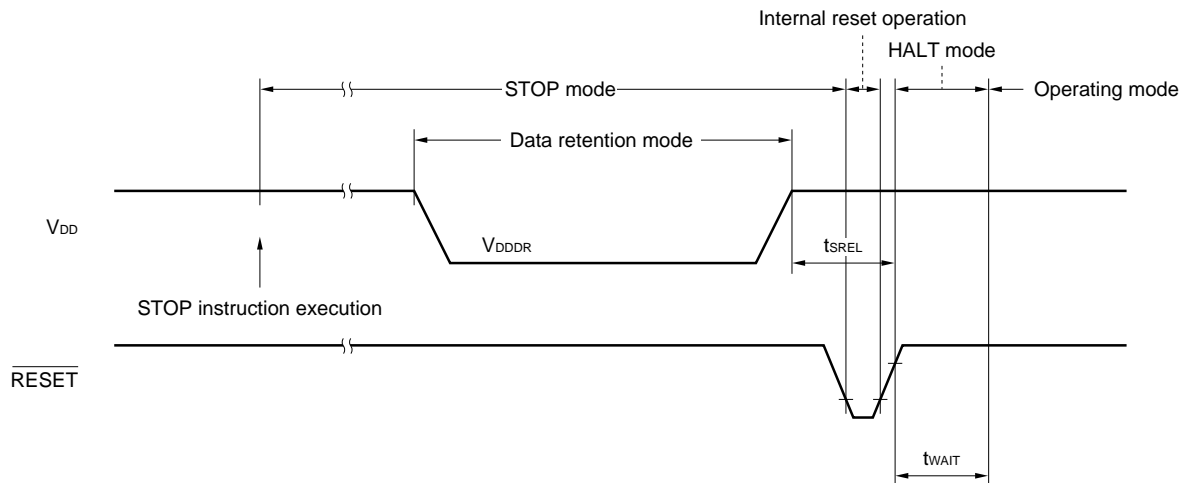 Internal reset operation
HALT mode
STOP mode
Operating mode
Data retention mode
VDD
VDDDR
tSREL
STOP instruction execution
RESET
tWAIT